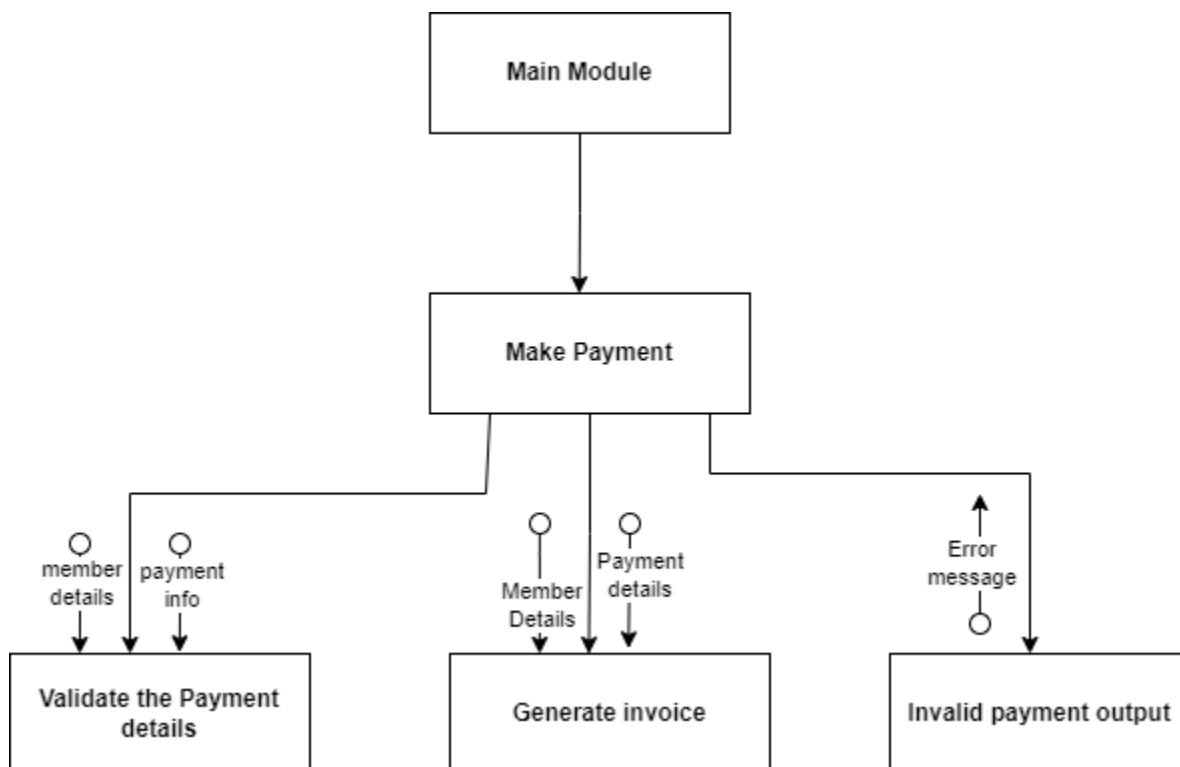 Main Module
Make Payment
member
details
payment
info
Member
Details
Payment
details
Error
message
Validate the Payment
details
Generate invoice
Invalid payment output